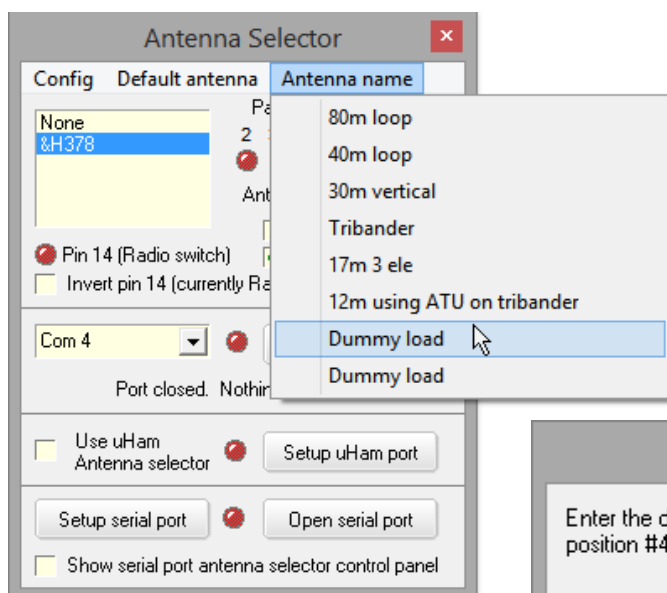 Antenna Selector
Config Default antenna Antenna name
None
&H378
2
80m loop
40m loop
30m vertical
Tribander
17m 3 ele
12m using ATU on tribander
Dummy load
Dummy load
Pin 14 (Radio switch)
Invert pin 14 (currently
Com 4
Port closed.
Use uHam
Antenna selector
Setup uHam port
Setup serial port
Open serial port
Show serial port antenna selector control panel
Enter the
position #4